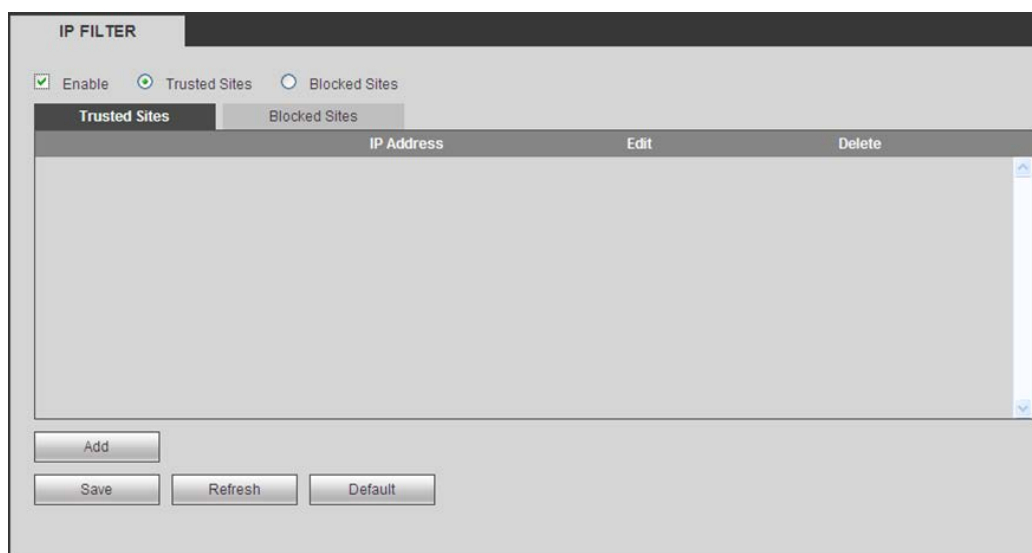 IP FILTER
Enable Trusted Sites Blocked Sites
Trusted Sites Blocked Sites
IP Address Edit Delete
Add
Save Refresh Default